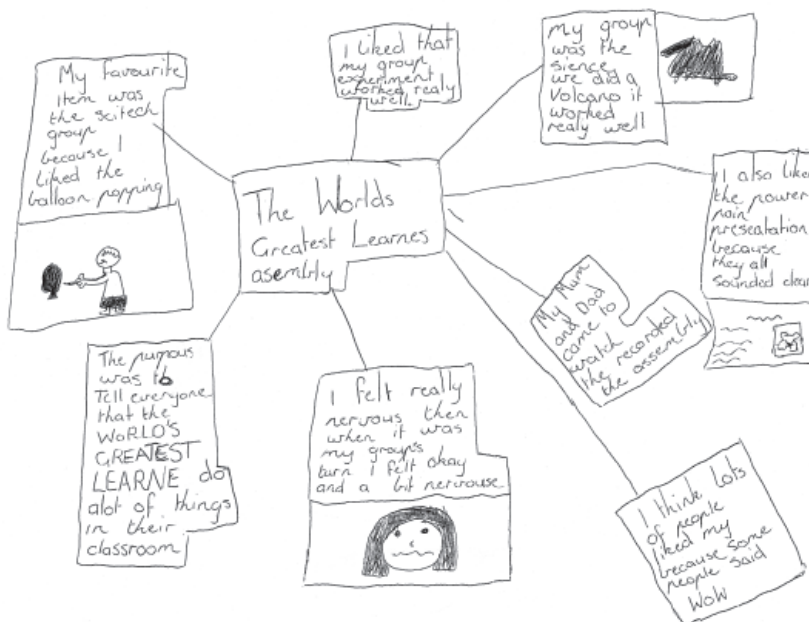 My favourite
item was
the scitech
group
because I
liked the
balloon popping
I liked that
my group
experiment
worked realy
well.
my group
was the
sience
we did a
Volcano it
worked
realy well
The Worlds
Greatest Learnes
asembly
I also like
the power
poin
presetation
because
they all
sounded clear
My Mum
and Dad
came to
watch
the recorded
the assembly
The purpous
was to
Tell everyone
that the
WORLD'S
GREATEST
LEARNE do
alot of things
in their
classroom
I felt really
nervous then
when it was
my group's
turn I felt okay
and a bit nervouse
I think lots
of people
liked my
because some
people said
WOW